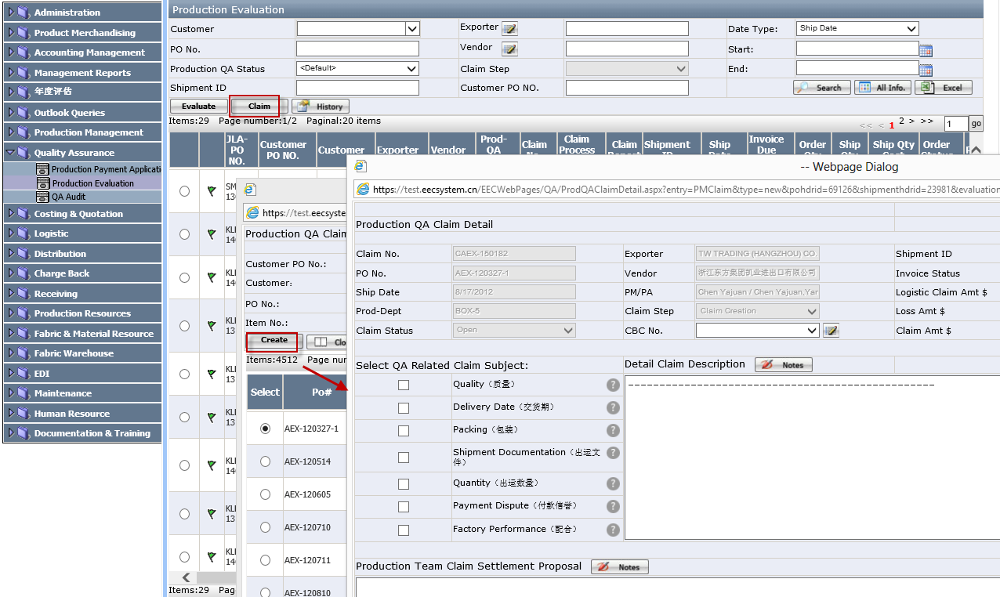 Administration
Product Merchandising
Accounting Management
Management Reports
年度评估
Outlook Queries
Production Management
Quality Assurance
Production Payment Applicati
Production Evaluation
QA Audit
Costing & Quotation
Logistic
Distribution
Charge Back
Receiving
Production Resources
Fabric & Material Resource
Fabric Warehouse
EDI
Maintenance
Human Resource
Documentation & Training
Production Evaluation
Customer Exporter Date Type: Ship Date
PO No. Vendor Start:
Production QA Status <Default> Claim Step End:
Shipment ID Customer PO NO. Search All Info. Excel
Evaluate Claim History
Items:29 Page number:1/2 Paginal:20 items << < 1 2 > >> 1 go
JLA-PO NO. Customer PO NO. Customer Exporter Vendor Prod-QA Claim Claim Process Claim Shipment Ship Invoice Due Order Ship Ship Qty Order
SM
13
KLI
14
KLI
14
KLI
13
KLI
13
KLI
13
KLI
14
KLI
13
KLI
14
Items:29 Pag
https://test.eecsyste
Production QA Clain
Customer PO No.:
Customer:
PO No.:
Item No.:
Create Clo
Items:4512 Page nur
Select Po#
AEX-120327-1
AEX-120514
AEX-120605
AEX-120710
AEX-120711
AEX-120810
-- Webpage Dialog
https://test.eecsystem.cn/EECWebPages/QA/ProdQAClaimDetail.aspx?entry=PMClaim&type=new&pohdrid=69126&shipmenthdrid=23981&evaluation
Production QA Claim Detail
Claim No. CAEX-150182 Exporter TW TRADING (HANGZHOU) CO. Shipment ID
PO No. AEX-120327-1 Vendor 浙江东方集团凯业进出口有限公司 Invoice Status
Ship Date 8/17/2012 PM/PA Chen Yajuan / Chen Yajuan,Yar Logistic Claim Amt $
Prod-Dept BOX-5 Claim Step Claim Creation Loss Amt $
Claim Status Open CBC No. Claim Amt $
Select QA Related Claim Subject: Detail Claim Description Notes
Quality（质量） ?
Delivery Date（交货期） ?
Packing（包装） ?
Shipment Documentation（出运文
件） ?
Quantity（出运数量） ?
Payment Dispute（付款信誉） ?
Factory Performance（配合） ?
-------------------------------------------------
Production Team Claim Settlement Proposal Notes